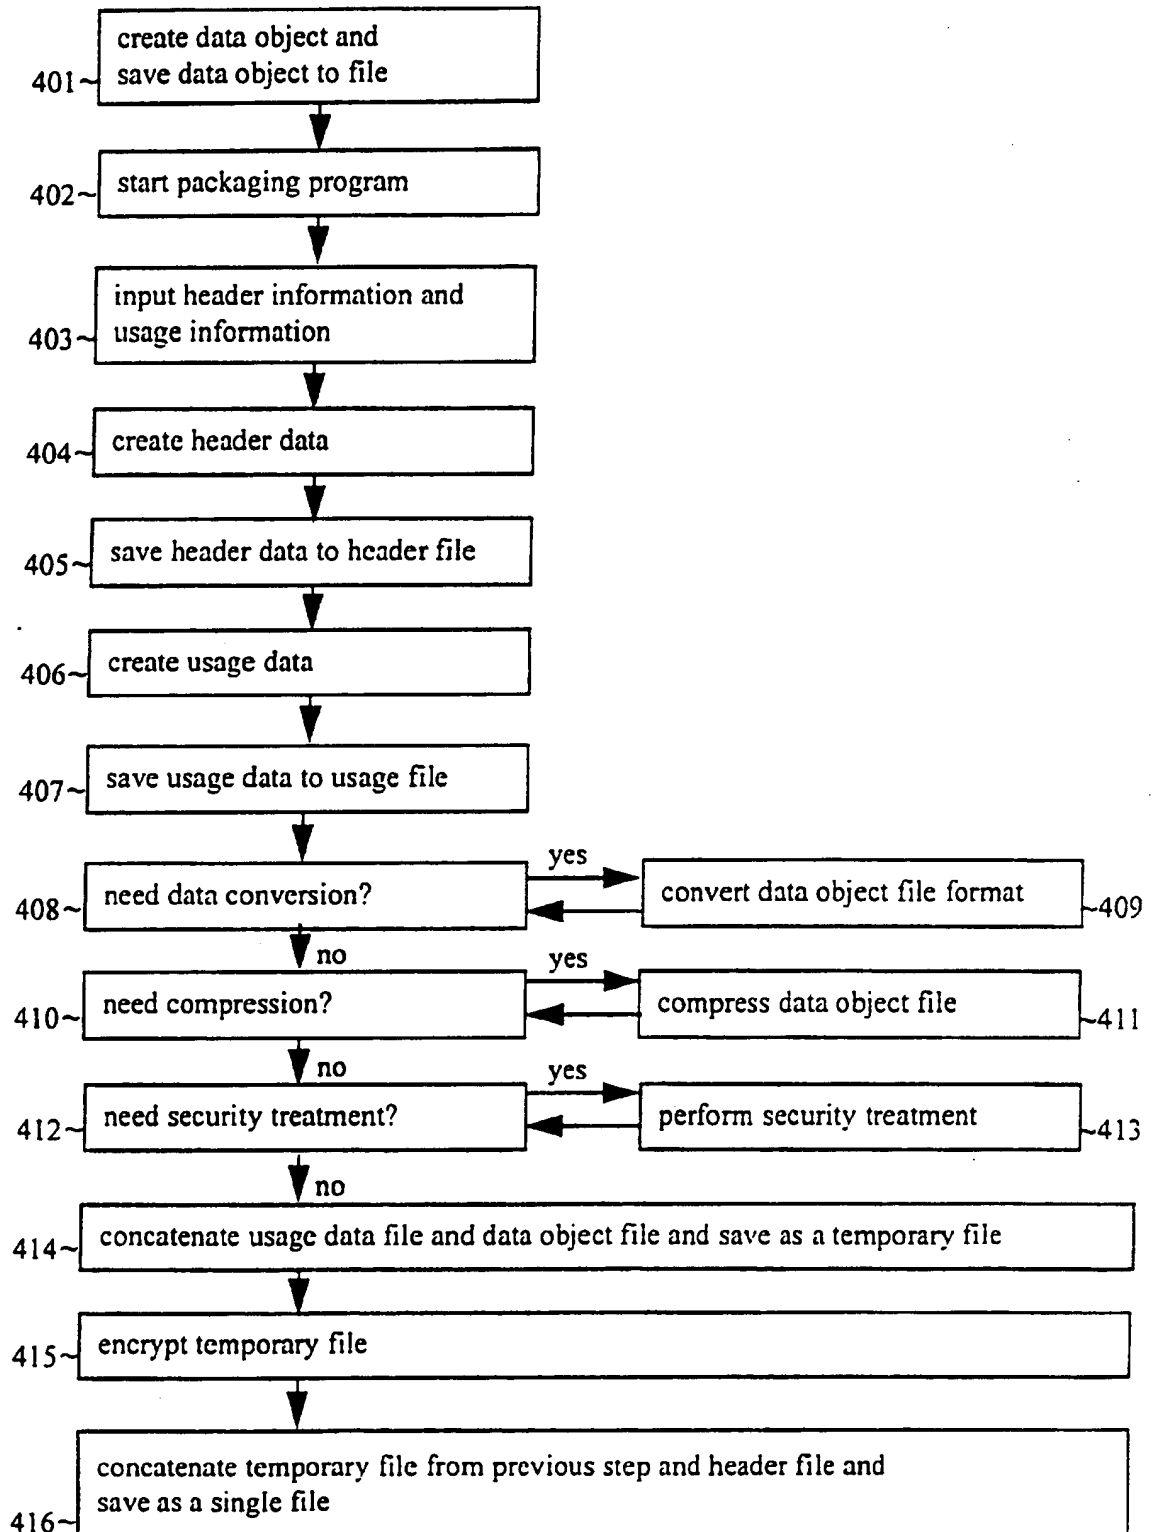 create data object and
save data object to file
401~
start packaging program
402~
input header information and
usage information
403~
create header data
404~
save header data to header file
405~
create usage data
406~
save usage data to usage file
407~
yes
need data conversion?
convert data object file format
408~
~409
no
yes
need compression?
compress data object file
410~
~411
no
yes
need security treatment?
perform security treatment
412~
~413
no
concatenate usage data file and data object file and save as a temporary file
414~
encrypt temporary file
415~
concatenate temporary file from previous step and header file and
save as a single file
416~